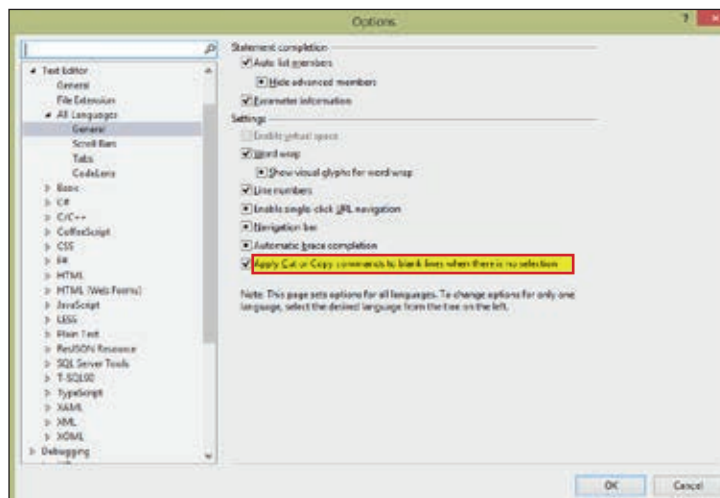 Options
Text Editor
General
File Extension
All Languages
General
Scroll Bars
Tabs
CodeLens
Basic
C#
C/C++
CoffeeScript
CSS
F#
HTML
HTML (Web Forms)
JavaScript
LESS
Plain Text
ResJSON Resource
SQL Server Tools
T-SQL90
TypeScript
XAML
XML
XOML
Debugging
Statement completion
Auto list members
Hide advanced members
Parameter information
Settings
Enable virtual space
Word wrap
Show visual glyphs for word wrap
Line numbers
Enable single-click URL navigation
Navigation bar
Automatic brace completion
Apply Cut or Copy commands to blank lines when there is no selection
Note: This page sets options for all languages. To change options for only one
language, select the desired language from the tree on the left.
OK
Cancel